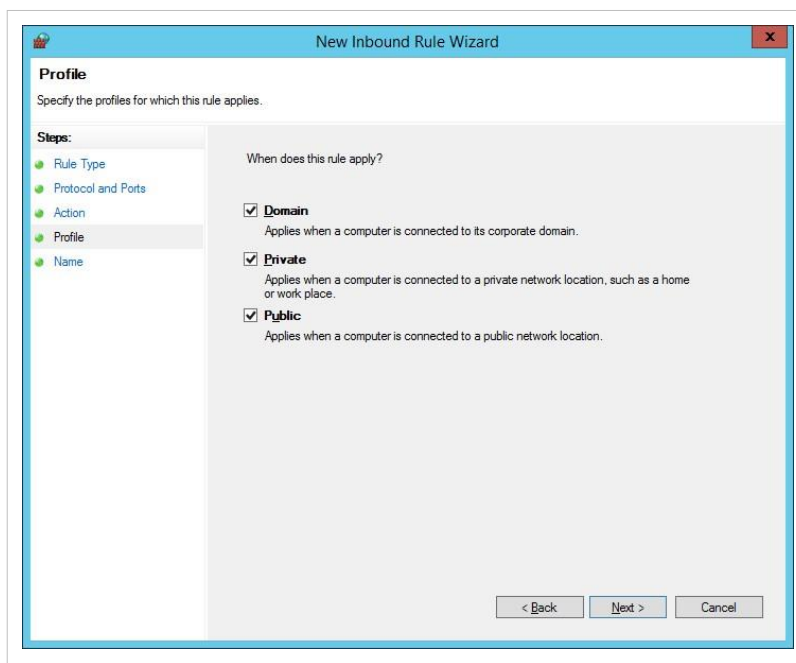 New Inbound Rule Wizard
x
Profile
Specify the profiles for which this rule applies.
Steps:
Rule Type
Protocol and Ports
Action
Profile
Name
When does this rule apply?
Domain
Applies when a computer is connected to its corporate domain.
Private
Applies when a computer is connected to a private network location, such as a home
or work place.
Public
Applies when a computer is connected to a public network location.
< Back
Next >
Cancel